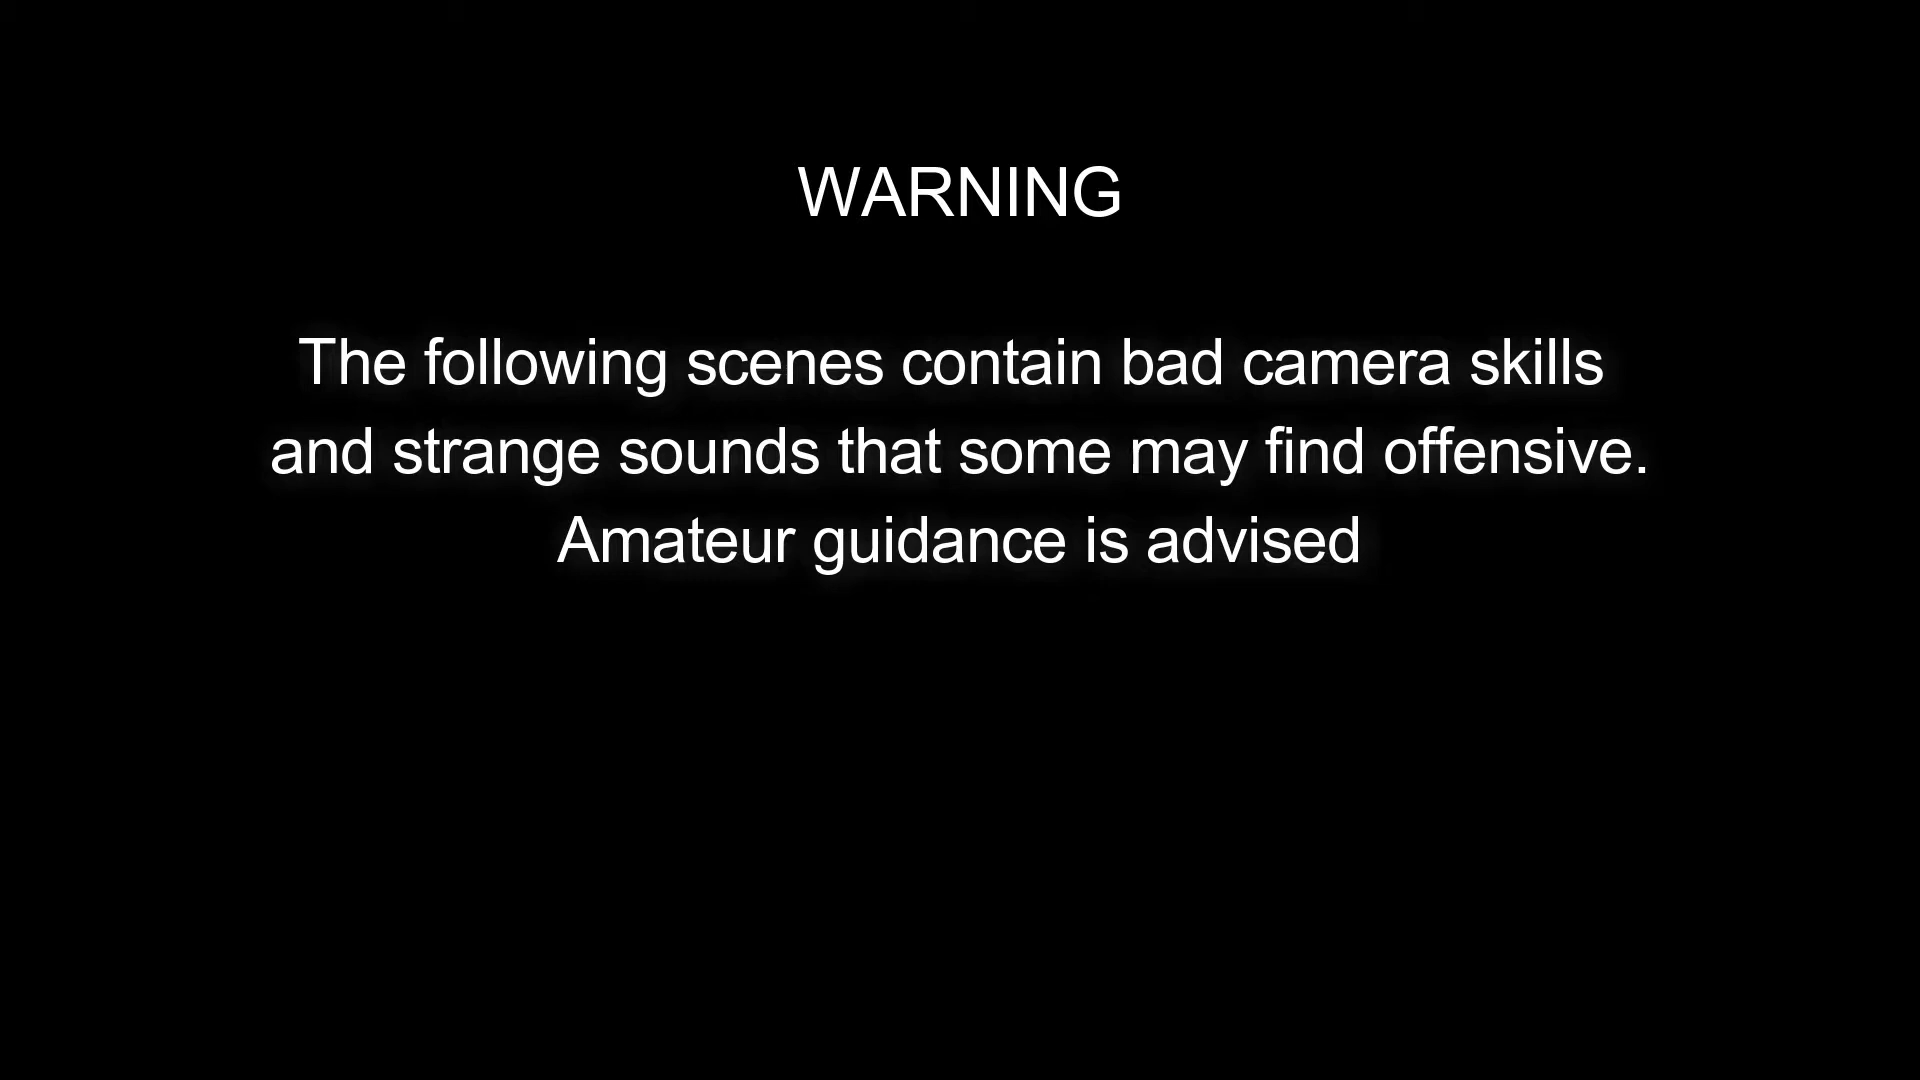 WARNING
The following scenes contain bad camera skills
and strange sounds that some may find offensive.
Amateur guidance is advised